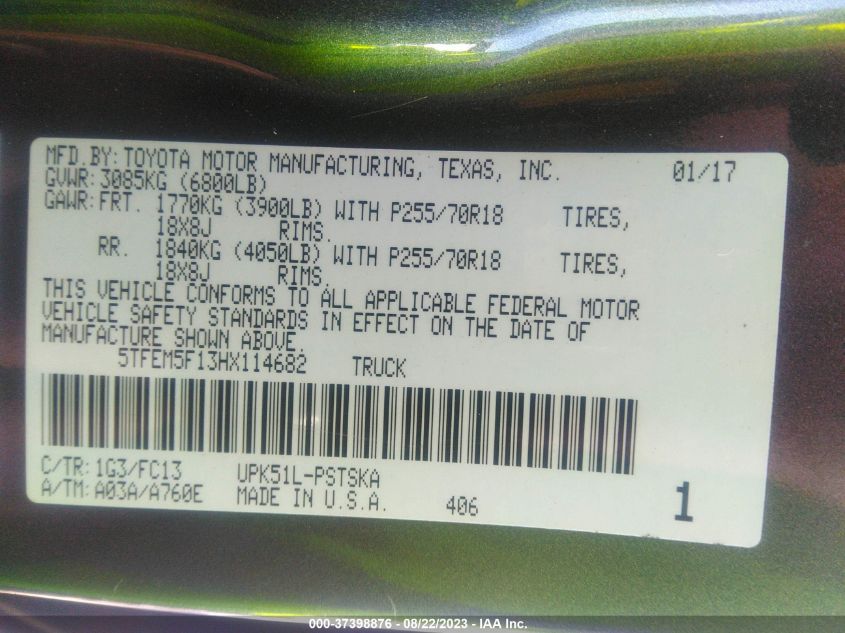 MFD.BY:TOYOTA MOTOR MANUFACTURING, TEXAS, INC. 01/17
GVWR:3085KG (6800LB)
GAWR:FRT. 1770KG (3900LB) WITH P255/70R18 TIRES,
18X8J RIMS.
RR. 1840KG (4050LB) WITH P255/70R18 TIRES,
18X8J RIMS.
THIS VEHICLE CONFORMS TO ALL APPLICABLE FEDERAL MOTOR
VEHICLE SAFETY STANDARDS IN EFFECT ON THE DATE OF
MANUFACTURE SHOWN ABOVE.
5TFEM5F13HX114682 TRUCK
C/TR:1G3/FC13 UPK51L-PSTSKA
A/TM:A03A/A760E MADE IN U.S.A. 406 1
000-37398876 - 08/22/2023 - IAA Inc.